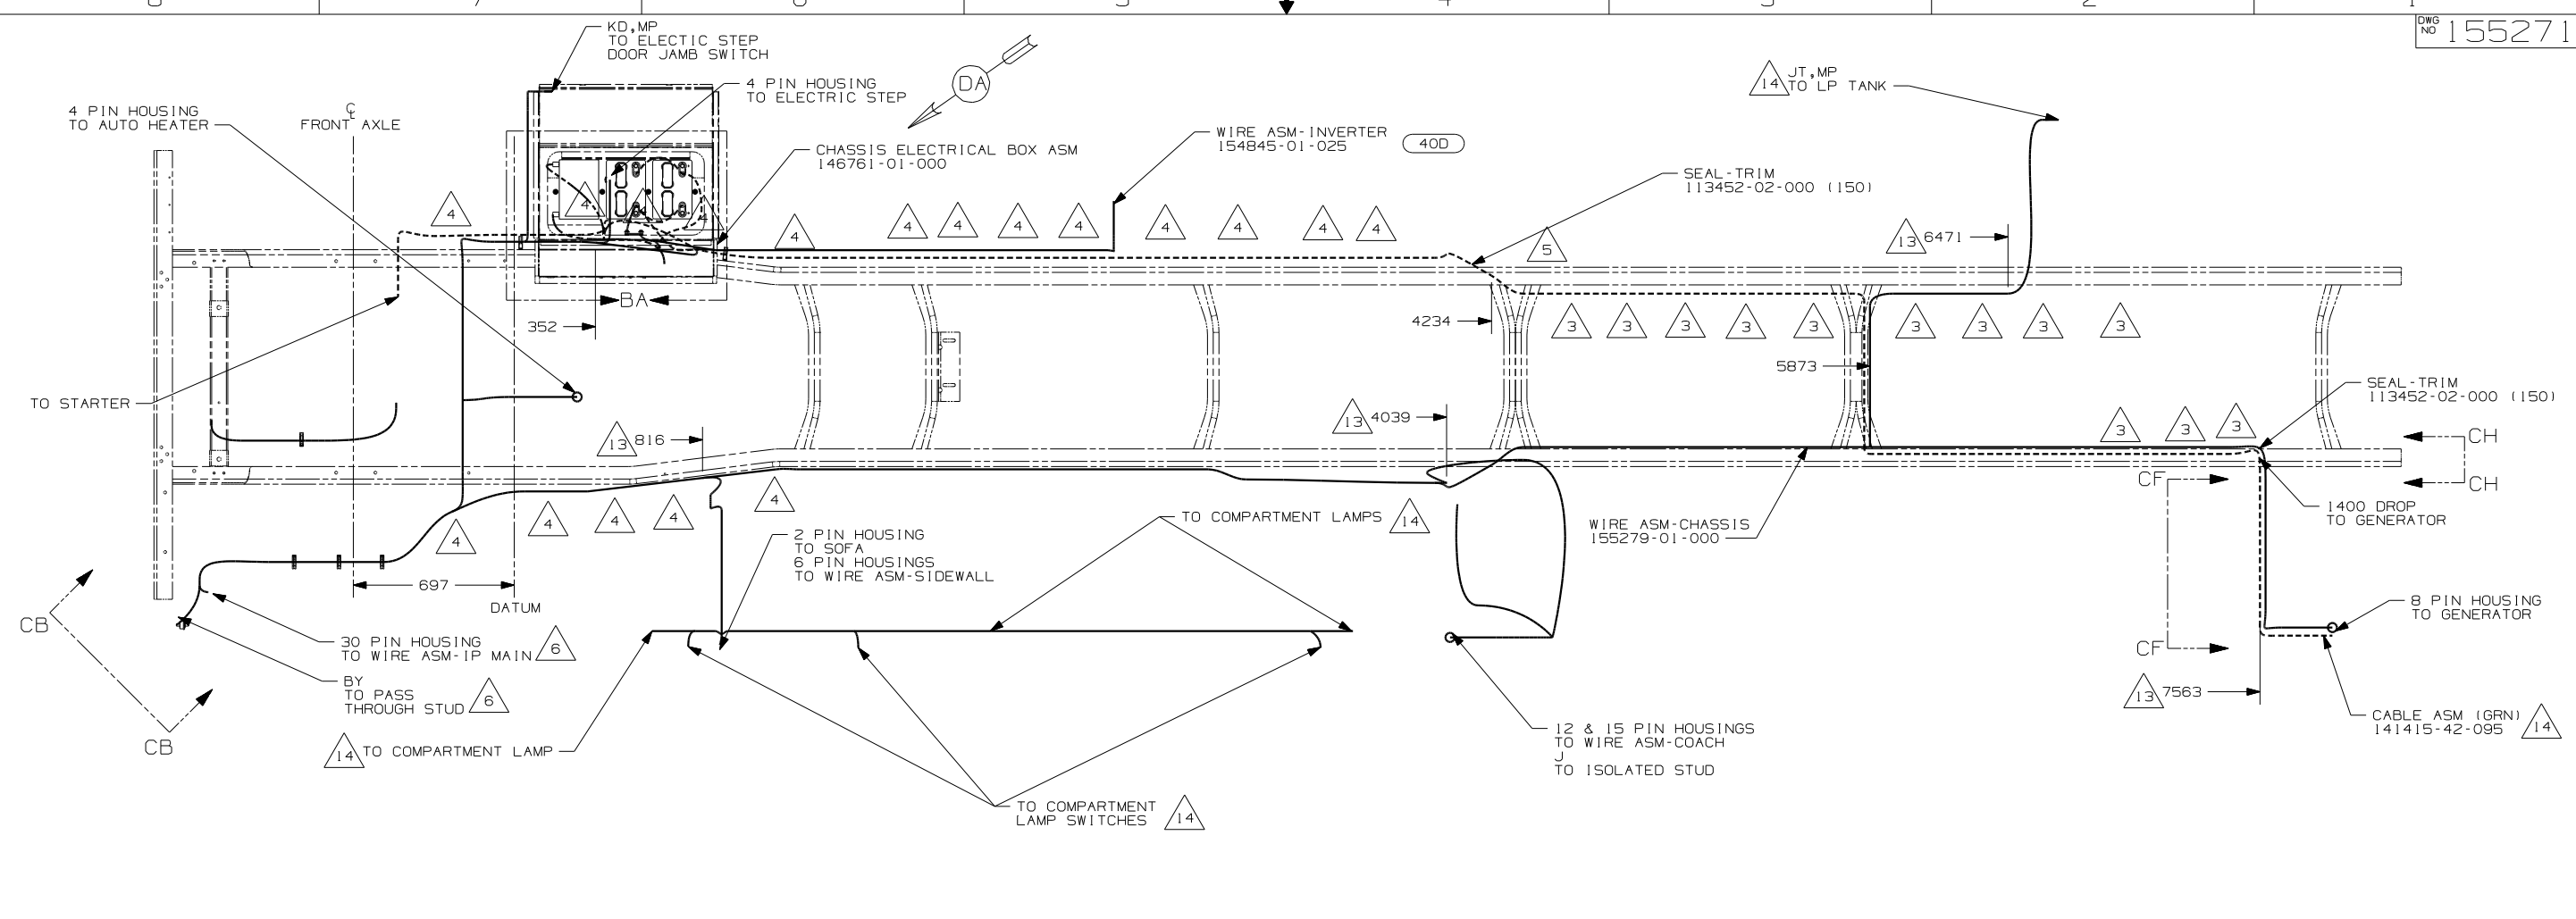 DWG
NO 155271
KD,MP
TO ELECTIC STEP
DOOR JAMB SWITCH
4 PIN HOUSING
TO ELECTRIC STEP
DA
14
JT,MP
TO LP TANK
4 PIN HOUSING
TO AUTO HEATER
FRONT AXLE
WIRE ASM-INVERTER
154845-01-025
40D
CHASSIS ELECTRICAL BOX ASM
146761-01-000
SEAL-TRIM
113452-02-000 (150)
4
4
4
4
4
4
4
4
4
4
4
4
5
13 6471
BA
352
4234
3
3
3
3
3
3
3
3
3
5873
TO STARTER
SEAL-TRIM
113452-02-000 (150)
13 816
13 4039
3
3
3
CH
CH
4
4
4
4
4
CF
CF
1400 DROP
TO GENERATOR
TO COMPARTMENT LAMPS 14
WIRE ASM-CHASSIS
155279-01-000
2 PIN HOUSING
TO SOFA
6 PIN HOUSINGS
TO WIRE ASM-SIDEWALL
697
DATUM
CB
CB
30 PIN HOUSING
TO WIRE ASM-IP MAIN 6
BY
TO PASS
THROUGH STUD 6
8 PIN HOUSING
TO GENERATOR
13 7563
CABLE ASM (GRN)
141415-42-095 14
14 TO COMPARTMENT LAMP
12 & 15 PIN HOUSINGS
TO WIRE ASM-COACH
J
TO ISOLATED STUD
TO COMPARTMENT
LAMP SWITCHES 14